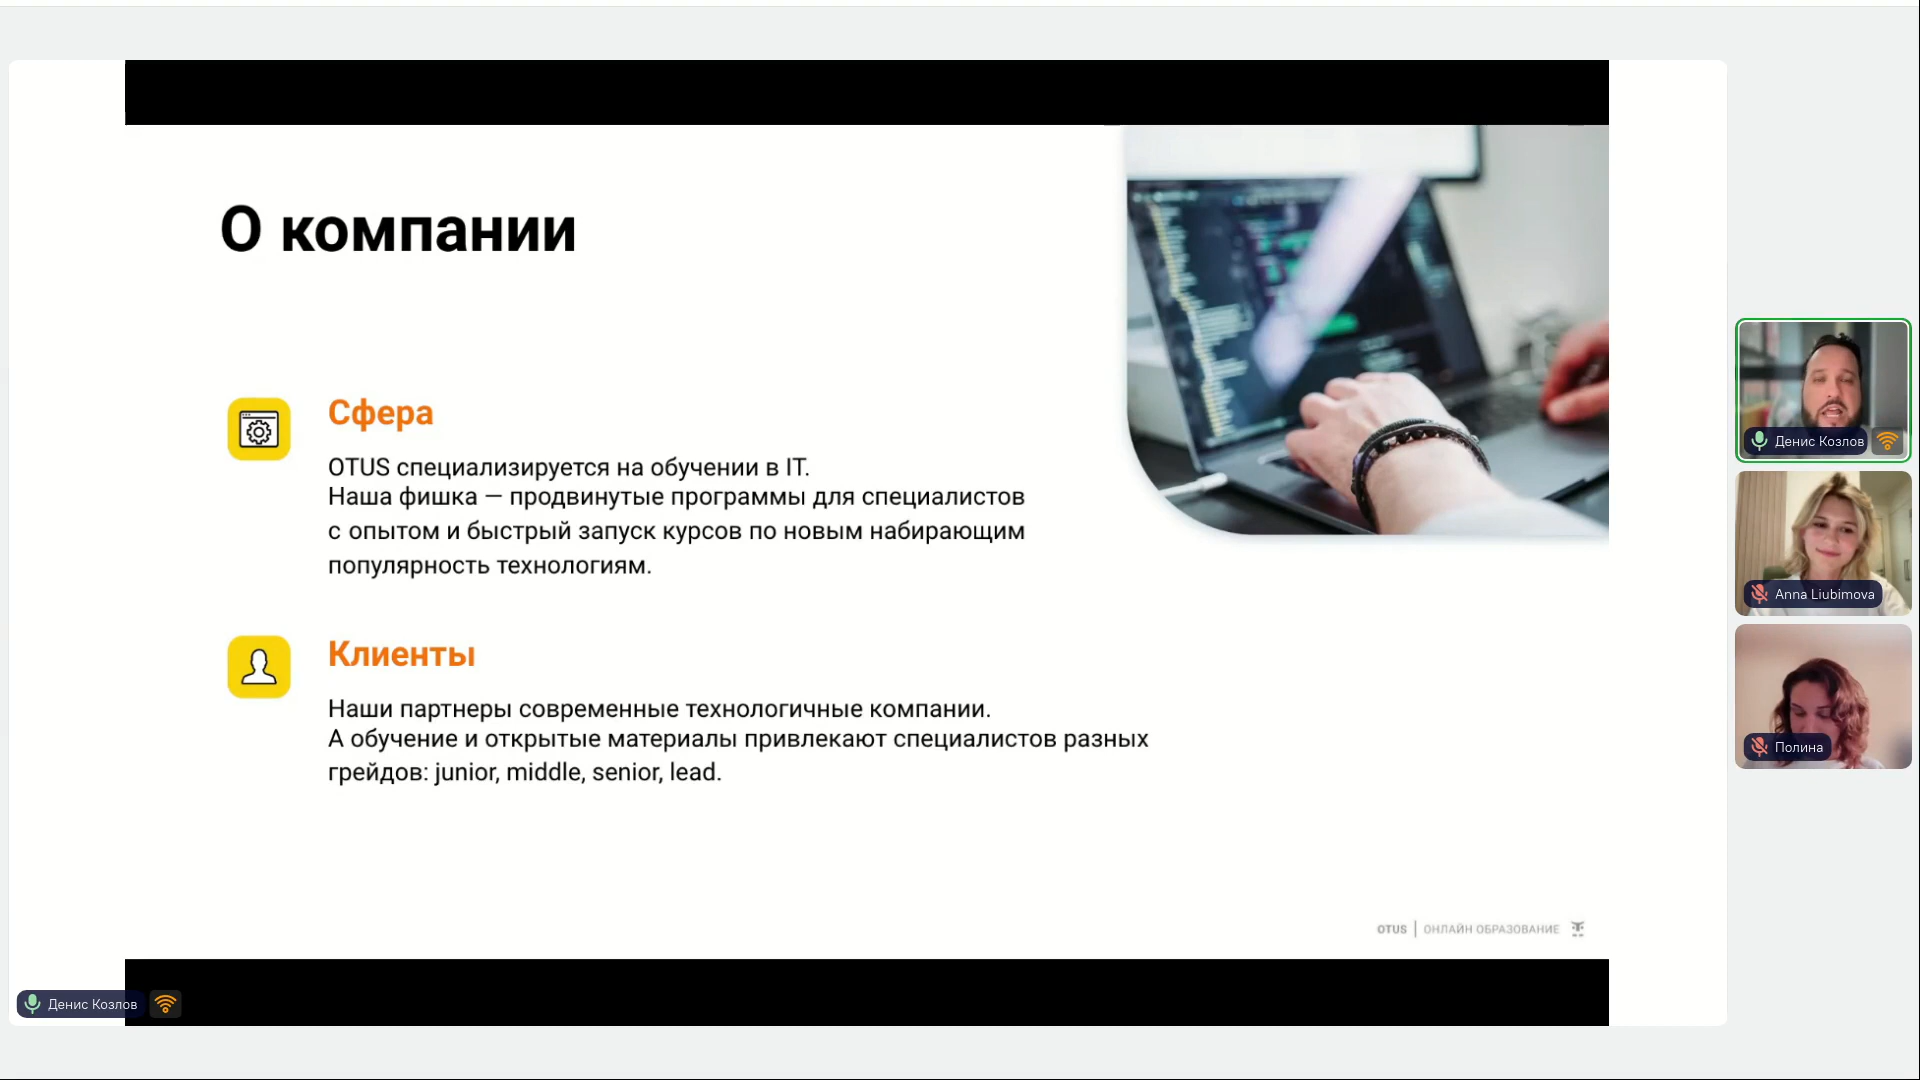 О компании
Сфера
OTUS специализируется на обучении в IT.
Наша фишка — продвинутые программы для специалистов
с опытом и быстрый запуск курсов по новым набирающим
популярность технологиям.
Клиенты
Наши партнеры современные технологичные компании.
А обучение и открытые материалы привлекают специалистов разных
грейдов: junior, middle, senior, lead.
OTUS | ОНЛАЙН ОБРАЗОВАНИЕ
Денис Козлов
Денис Козлов
Anna Liubimova
Полина